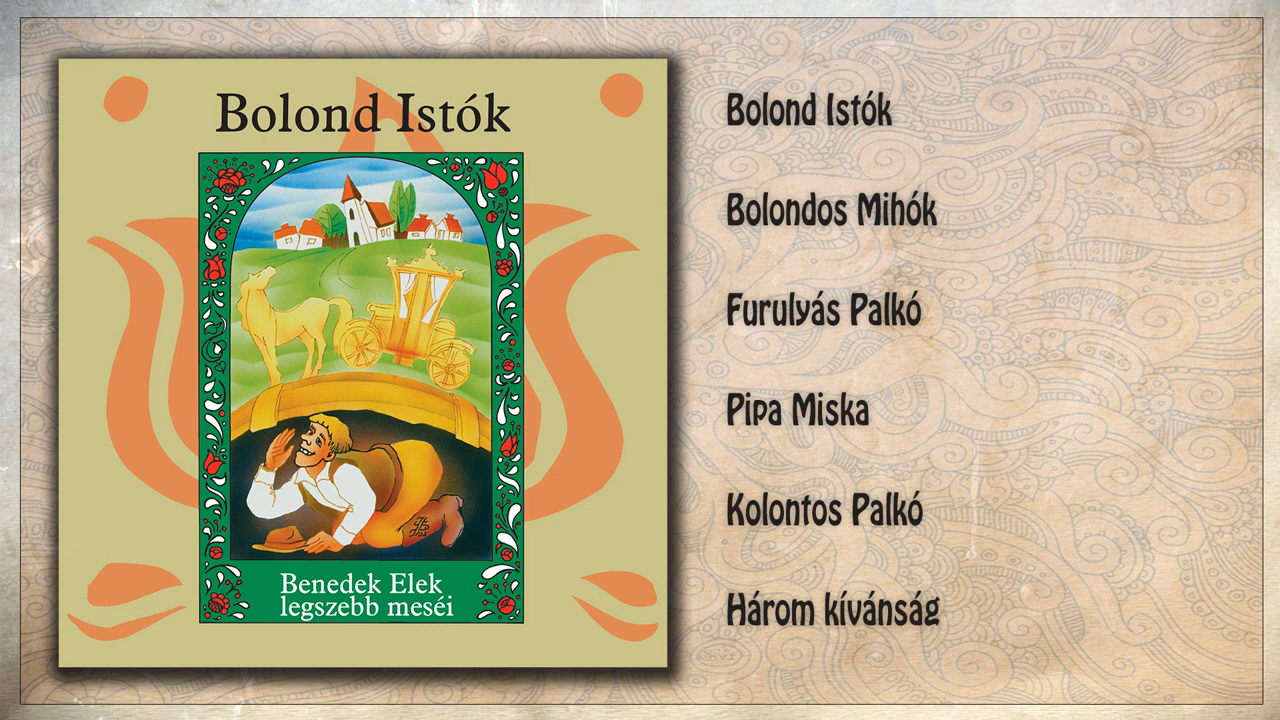 Bolond Istók
Benedek Elek
legszebb meséi
Bolond Istók
Bolondos Mihók
Furulyás Palkó
Pipa Miska
Kolontos Palkó
Három kívánság